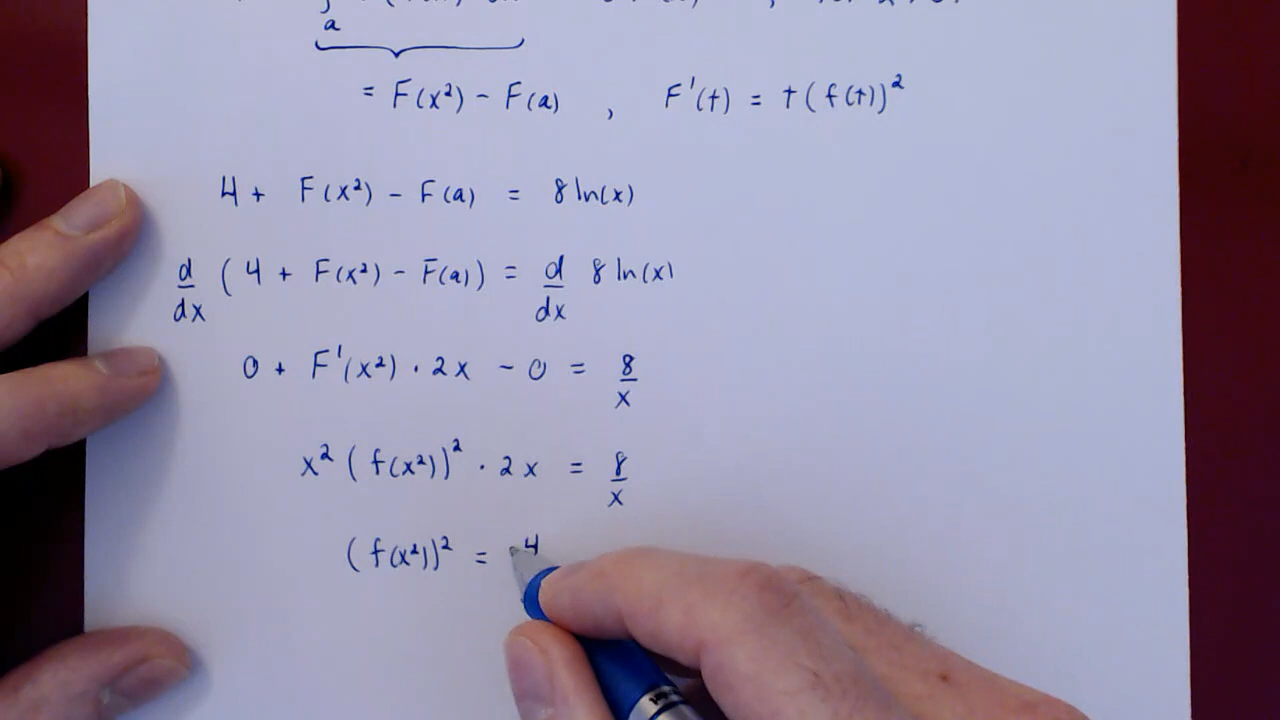 a
= F(x²) - F(a) , F'(t) = t(f(t))²
4 + F(x²) - F(a) = 8 ln(x)
d/dx (4 + F(x²) - F(a)) = d/dx 8 ln(x)
0 + F'(x²) · 2x - 0 = 8/x
x² (f(x²))² · 2x = 8/x
(f(x²))² = 4